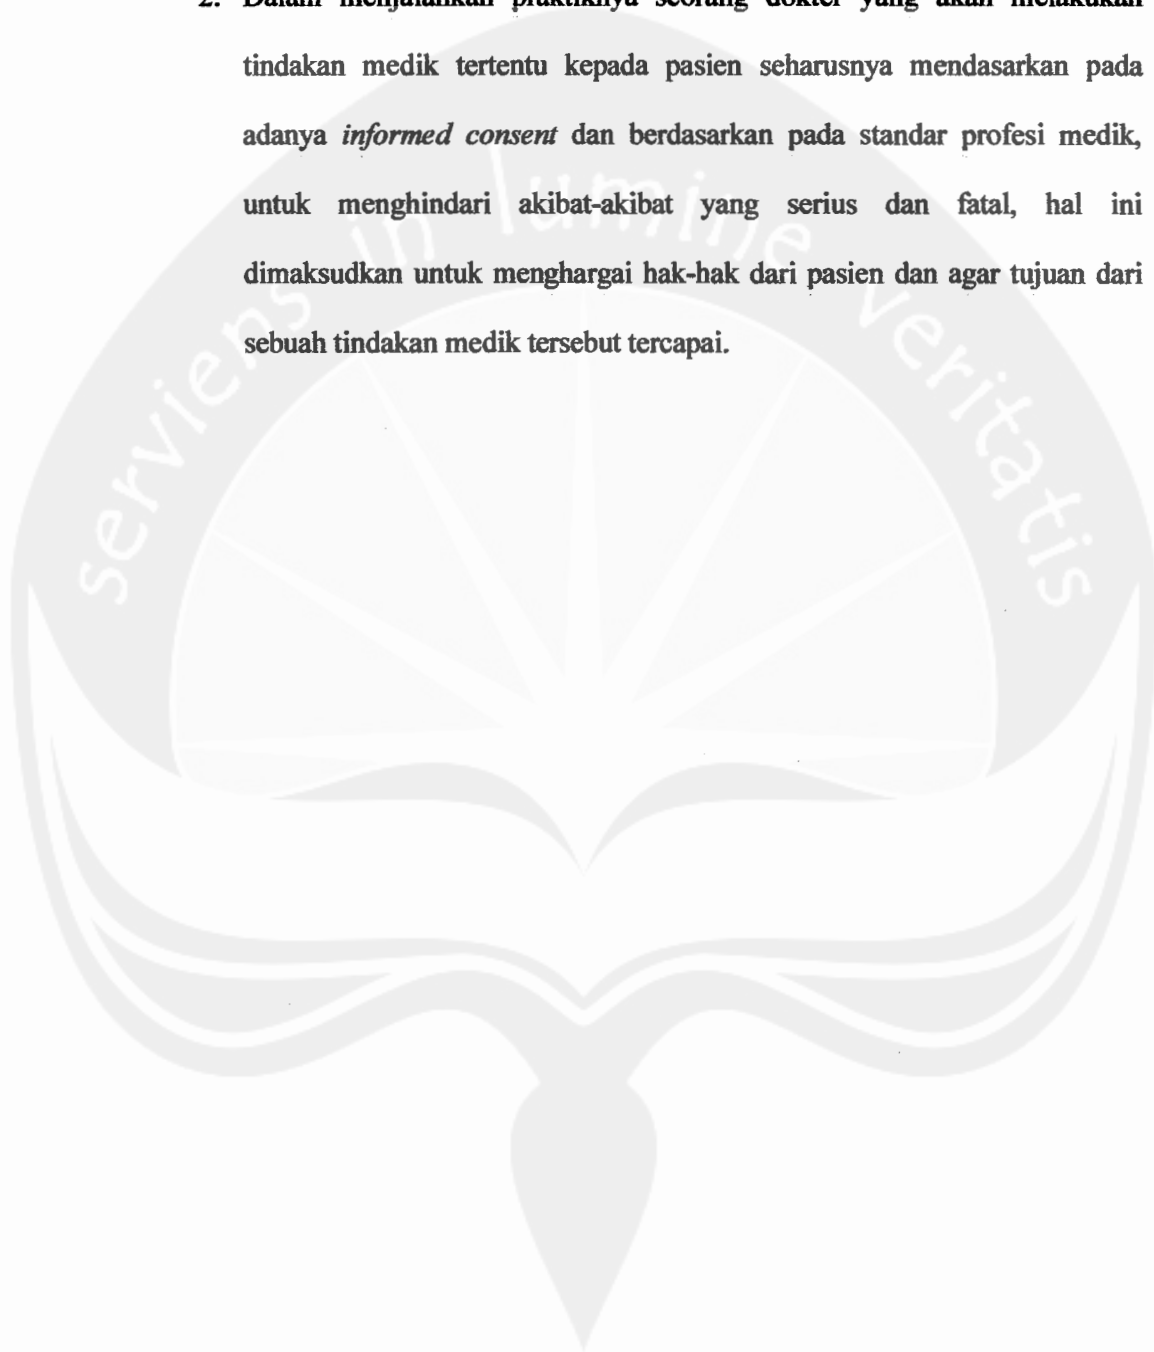 2. Dalam menjalankan praktiknya seorang dokter yang akan melakukan
tindakan medik tertentu kepada pasien seharusnya mendasarkan pada
adanya informed consent dan berdasarkan pada standar profesi medik,
untuk menghindari akibat-akibat yang serius dan fatal, hal ini
dimaksudkan untuk menghargai hak-hak dari pasien dan agar tujuan dari
sebuah tindakan medik tersebut tercapai.
serviens in lumine veritatis